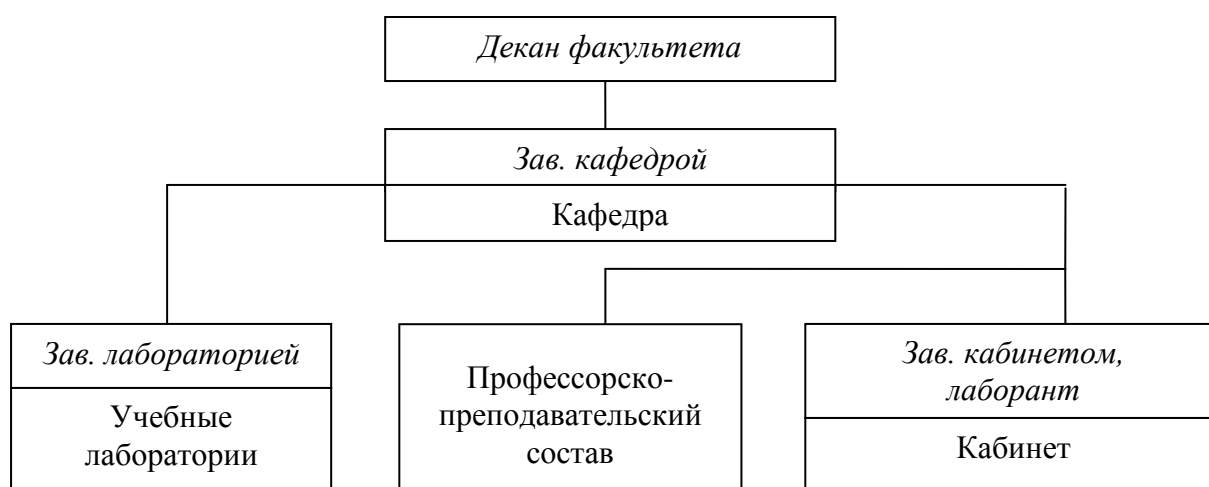 Декан факультета
Зав. кафедрой
Кафедра
Зав. лабораторией
Учебные
лаборатории
Профессорско-
преподавательский
состав
Зав. кабинетом,
лаборант
Кабинет